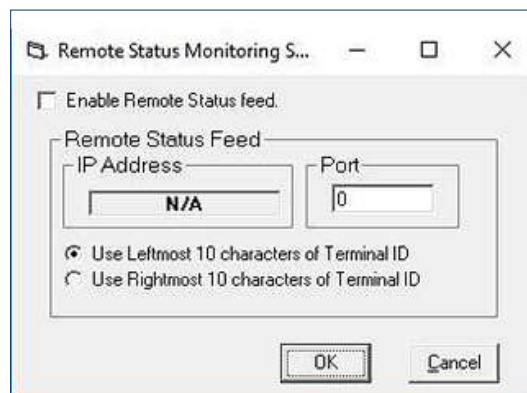 Remote Status Monitoring S...
Enable Remote Status feed.
Remote Status Feed
IP Address
Port
N/A
0
Use Leftmost 10 characters of Terminal ID
Use Rightmost 10 characters of Terminal ID
OK
Cancel